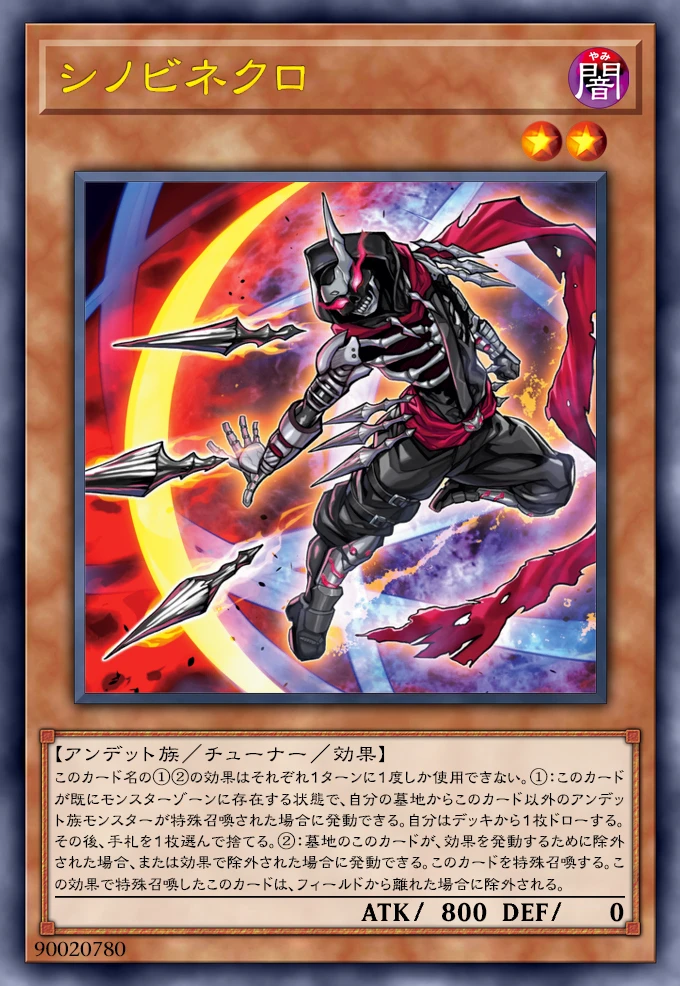 シノビネクロ
やみ
闇
【アンデット族／チューナー／効果】
このカード名の①②の効果はそれぞれ1ターンに1度しか使用できない。①：このカード
が既にモンスターゾーンに存在する状態で、自分の墓地からこのカード以外のアンデッ
ト族モンスターが特殊召喚された場合に発動できる。自分はデッキから1枚ドローする。
その後、手札を1枚選んで捨てる。②：墓地のこのカードが、効果を発動するために除外
された場合、または効果で除外された場合に発動できる。このカードを特殊召喚する。こ
の効果で特殊召喚したこのカードは、フィールドから離れた場合に除外される。
ATK/ 800 DEF/ 0
90020780